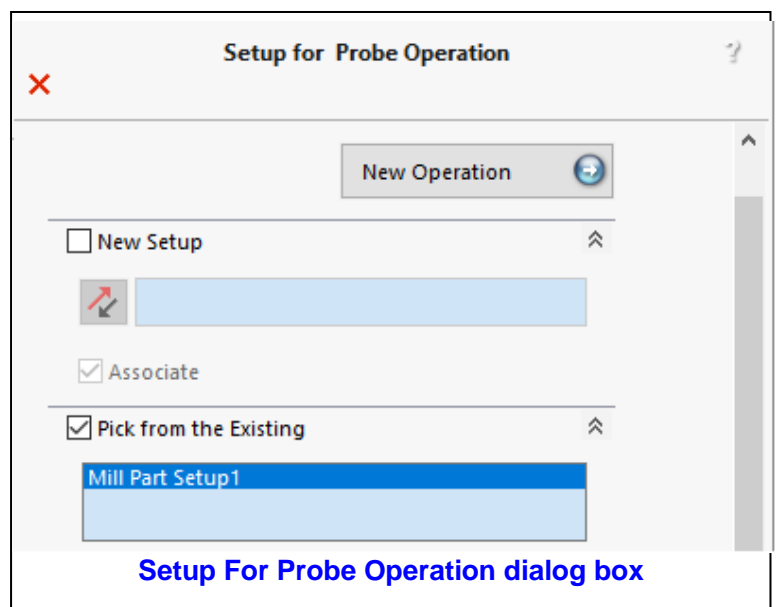 Setup for Probe Operation
?
New Operation
New Setup
Associate
Pick from the Existing
Mill Part Setup1
Setup For Probe Operation dialog box